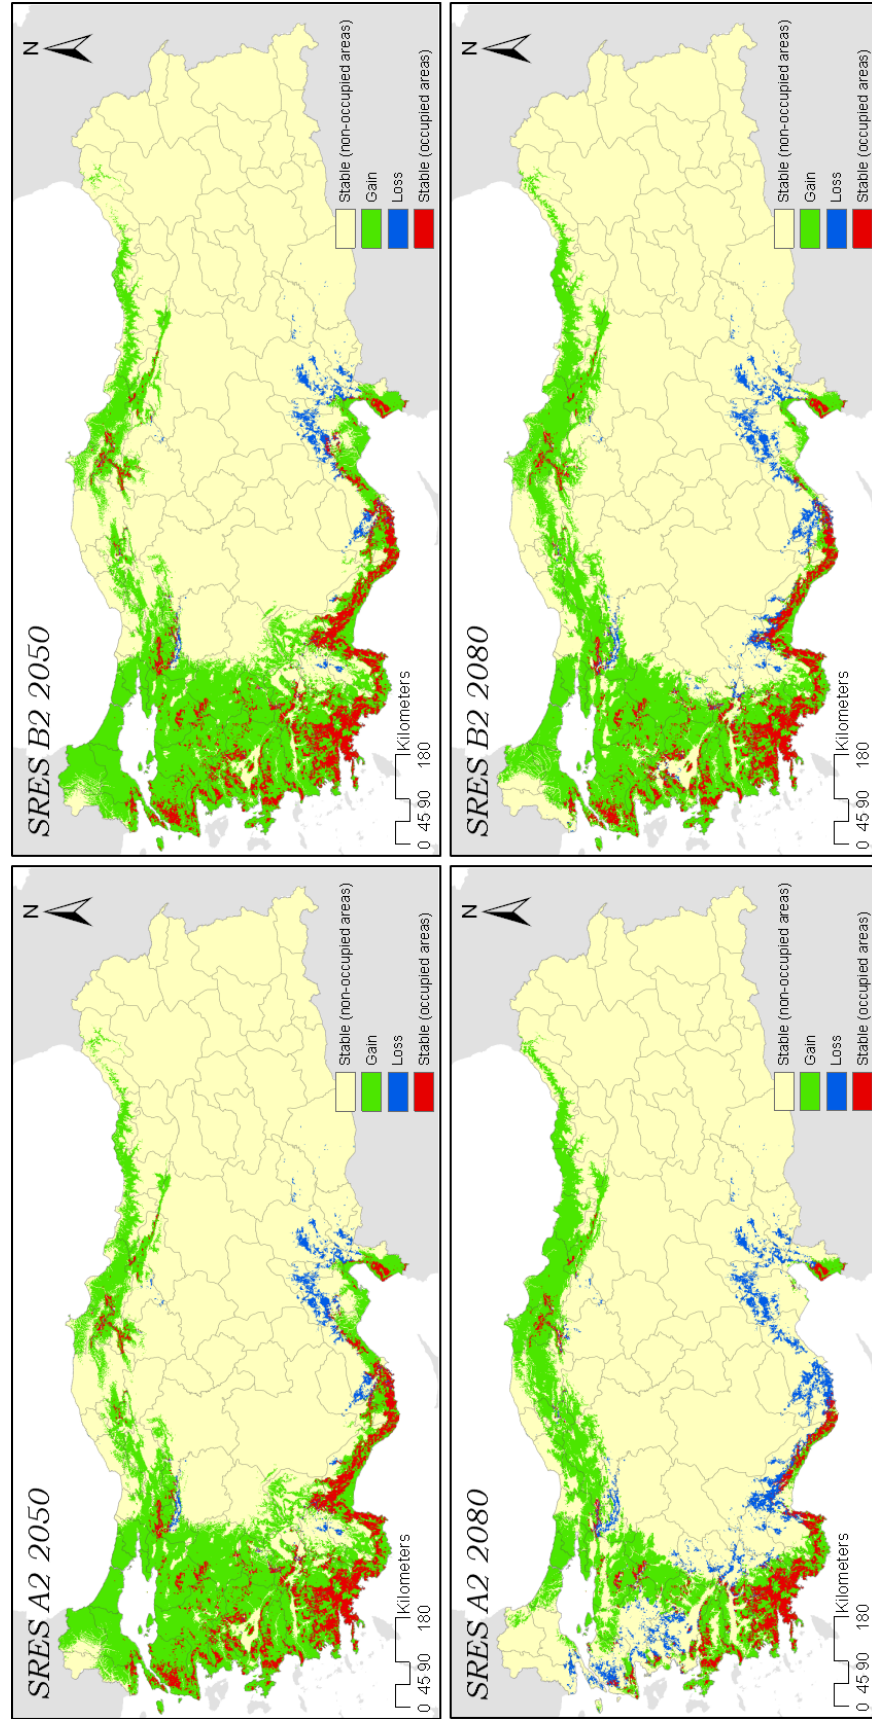 SRES A2 2050
N
Stable (non-occupied areas)
Gain
Loss
Stable (occupied areas)
Kilometers
0 45 90 180
SRES B2 2050
N
Stable (non-occupied areas)
Gain
Loss
Stable (occupied areas)
Kilometers
0 45 90 180
SRES A2 2080
N
Stable (non-occupied areas)
Gain
Loss
Stable (occupied areas)
Kilometers
0 45 90 180
SRES B2 2080
N
Stable (non-occupied areas)
Gain
Loss
Stable (occupied areas)
Kilometers
0 45 90 180